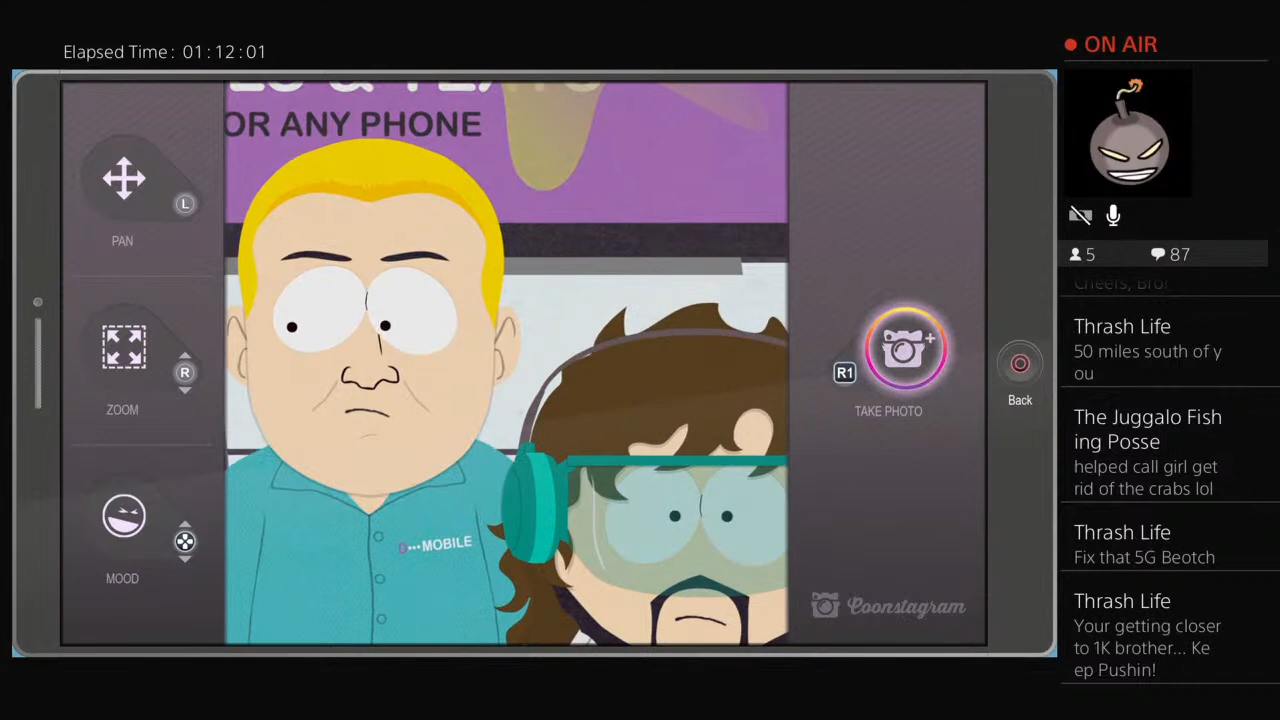 Elapsed Time: 01:12:01
ON AIR
OR ANY PHONE
L
PAN
5
87
Cheers, Bro!
Thrash Life
50 miles south of y
ou
R
ZOOM
R1
TAKE PHOTO
Back
The Juggalo Fish
ing Posse
helped call girl get
rid of the crabs lol
D•••MOBILE
MOOD
Thrash Life
Fix that 5G Beotch
Coonstagram
Thrash Life
Your getting closer
to 1K brother... Ke
ep Pushin!